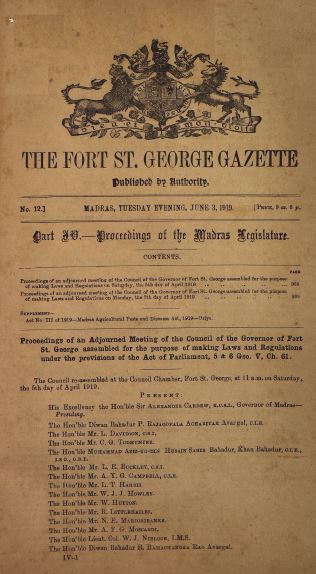 THE FORT ST. GEORGE GAZETTE
Published by Authority.
No. 12.] MADRAS, TUESDAY EVENING, JUNE 3, 1919. [PRICE, 9 as. 6 p.
Part IV.—Proceedings of the Madras Legislature.
CONTENTS.
PAGE
Proceedings of an adjourned meeting of the Council of the Governor of Fort St. George assembled for the purpose
of making Laws and Regulations on Saturday, the 5th day of April 1919
Proceedings of an adjourned meeting of the Council of the Governor of Fort St. George assembled for the purpose
of making Laws and Regulations on Monday, the 7th day of April 1919
SUPPLEMENT—
Act No. III of 1919—Madras Agricultural Pests and Diseases Act, 1919—Uriya.
Proceedings of an Adjourned Meeting of the Council of the Governor of Fort
St. George assembled for the purpose of making Laws and Regulations
under the provisions of the Act of Parliament, 5 & 6 Geo. V, Ch. 61.
The Council re-assembled at the Council Chamber, Fort St. George, at 11 a.m. on Saturday,
the 5th day of April 1919.
PRESENT:
His Excellency the Hon'ble Sir ALEXANDER CARDEW, K.C.S.I., Governor of Madras—
Presiding.
The Hon'ble Diwan Bahadur P. RAJAGOPALA ACHARIYAR Avargal, C.I.E.
The Hon'ble Mr. L. DAVIDSON, C.S.I.
The Hon'ble Mr. C. G. TODHUNTER.
The Hon'ble MUHAMMAD AZIZ-UD-DIN HUSAIN SAHIB Bahadur, Khan Bahadur, C.I.E.,
I.S.O., O.B.E.
The Hon'ble Mr. L. E. BUCKLEY, C.S.I.
The Hon'ble Mr. A. Y. G. CAMPBELL, C.I.E.
The Hon'ble Mr. L. T. HARRIS.
The Hon'ble Mr. W. J. J. HOWLEY.
The Hon'ble Mr. W. HUTTON.
The Hon'ble Mr. R. LITTLEHAILES.
The Hon'ble Mr. N. E. MARJORIBANKS.
The Hon'ble Mr. A. F. G. MOSCARDI.
The Hon'ble Lieut. Col. W. J. NIBLOCK, I.M.S.
The Hon'ble Diwan Bahadur R. RAMACHANDRA RAO Avargal.
IV-1